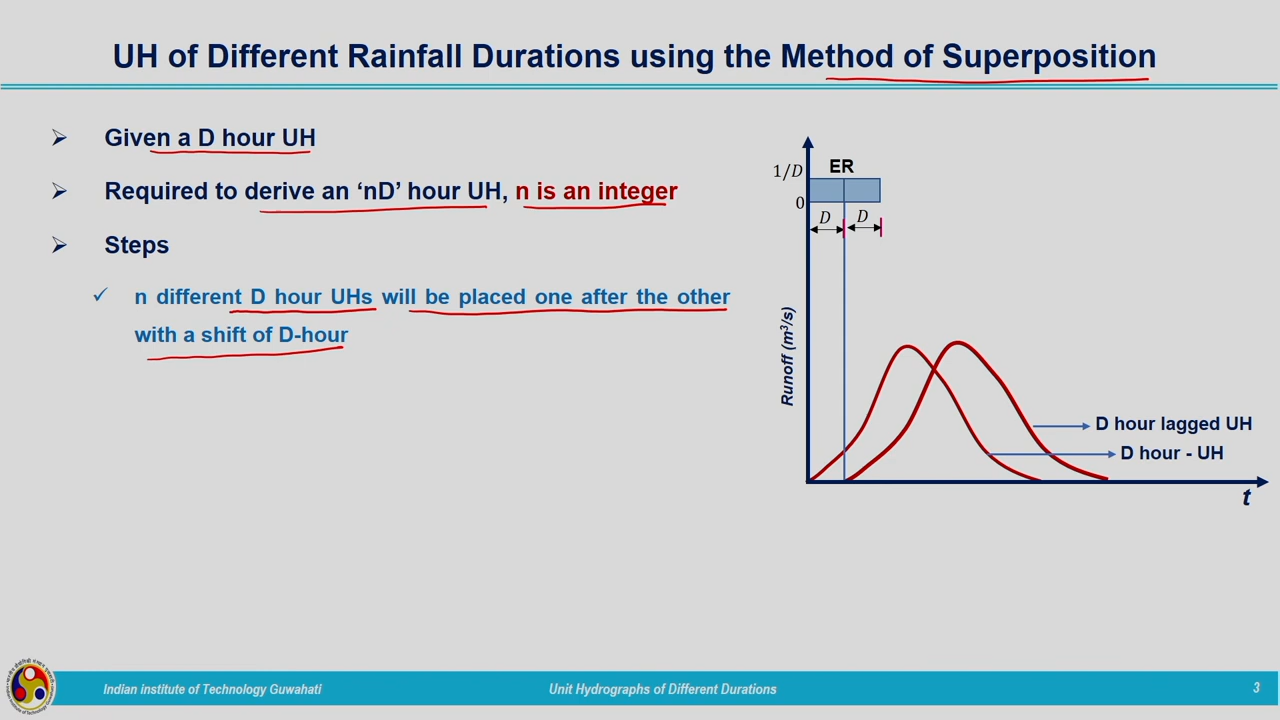 UH of Different Rainfall Durations using the Method of Superposition
Given a D hour UH
Required to derive an ‘nD’ hour UH, n is an integer
Steps
n different D hour UHs will be placed one after the other
with a shift of D-hour
ER
1/D
0
D
D
Runoff (m³/s)
D hour lagged UH
D hour - UH
t
Indian institute of Technology Guwahati
Unit Hydrographs of Different Durations
3